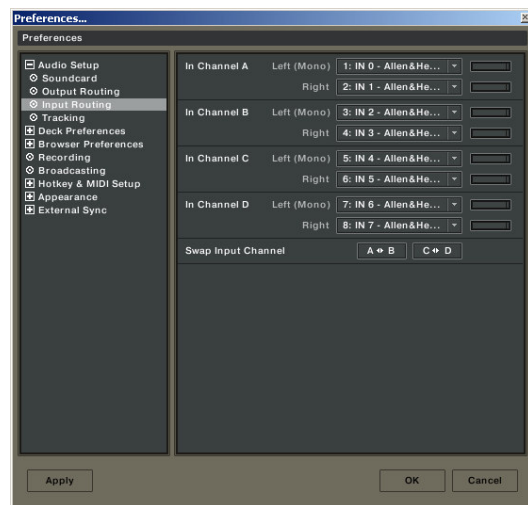 Preferences...
Preferences
Audio Setup
Soundcard
Output Routing
Input Routing
Tracking
Deck Preferences
Browser Preferences
Recording
Broadcasting
Hotkey & MIDI Setup
Appearance
External Sync
In Channel A Left (Mono) 1: IN 0 - Allen&He...
Right 2: IN 1 - Allen&He...
In Channel B Left (Mono) 3: IN 2 - Allen&He...
Right 4: IN 3 - Allen&He...
In Channel C Left (Mono) 5: IN 4 - Allen&He...
Right 6: IN 5 - Allen&He...
In Channel D Left (Mono) 7: IN 6 - Allen&He...
Right 8: IN 7 - Allen&He...
Swap Input Channel A B C D
Apply OK Cancel